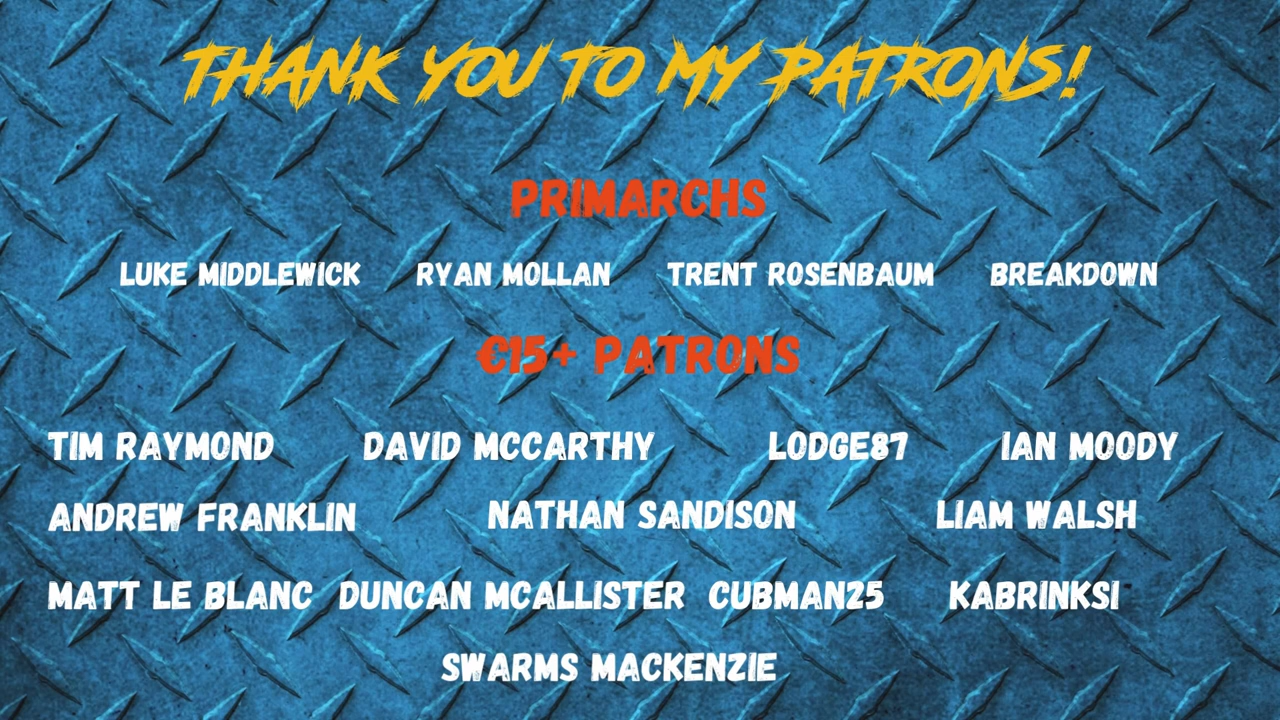 THANK YOU TO MY PATRONS!
PRIMARCHS
LUKE MIDDLEWICK RYAN MOLLAN TRENT ROSENBAUM BREAKDOWN
€15+ PATRONS
TIM RAYMOND DAVID MCCARTHY LODGE87 IAN MOODY
ANDREW FRANKLIN NATHAN SANDISON LIAM WALSH
MATT LE BLANC DUNCAN MCALLISTER CUBMAN25 KABRINKSI
SWARMS MACKENZIE